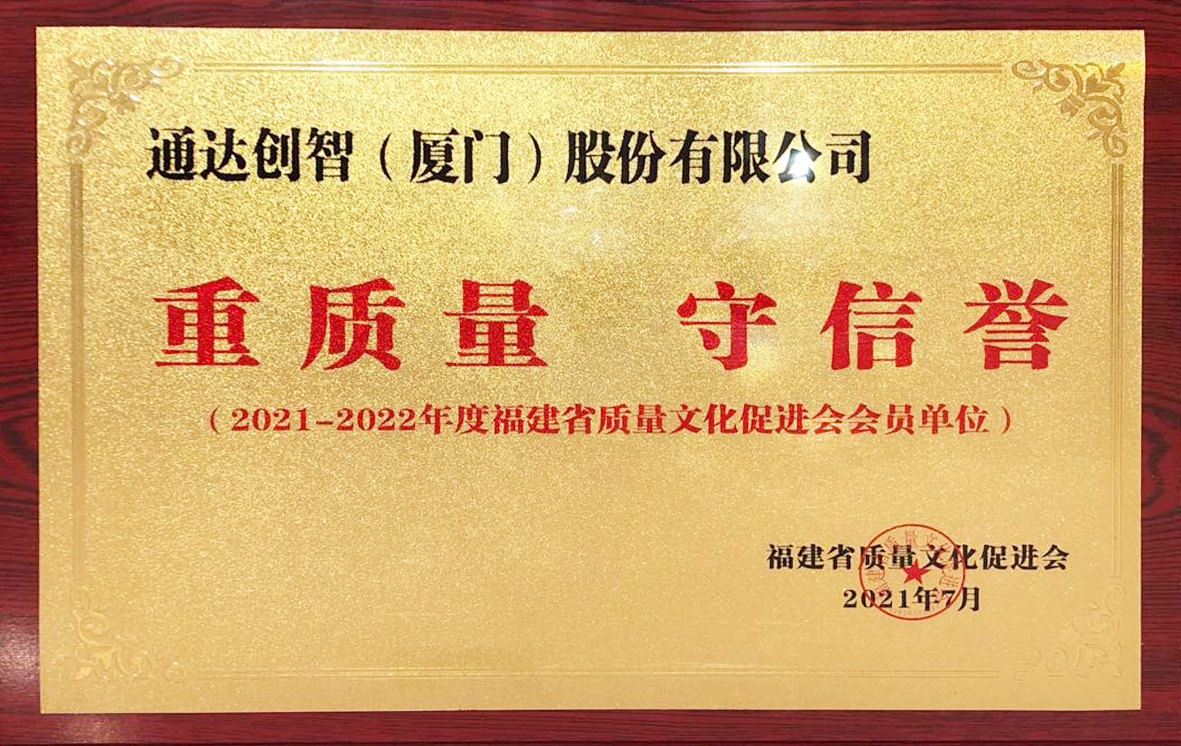 通达创智（厦门）股份有限公司
重质量 守信誉
（2021-2022年度福建省质量文化促进会会员单位）
福建省质量文化促进会
2021年7月